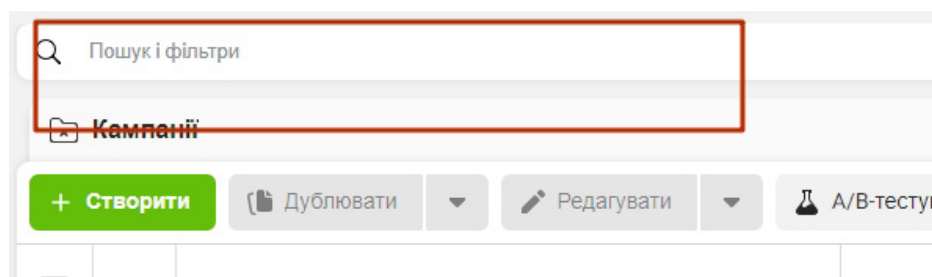 Пошук і фільтри
Кампанії
+ Створити Дублювати Редагувати A/B-тесту